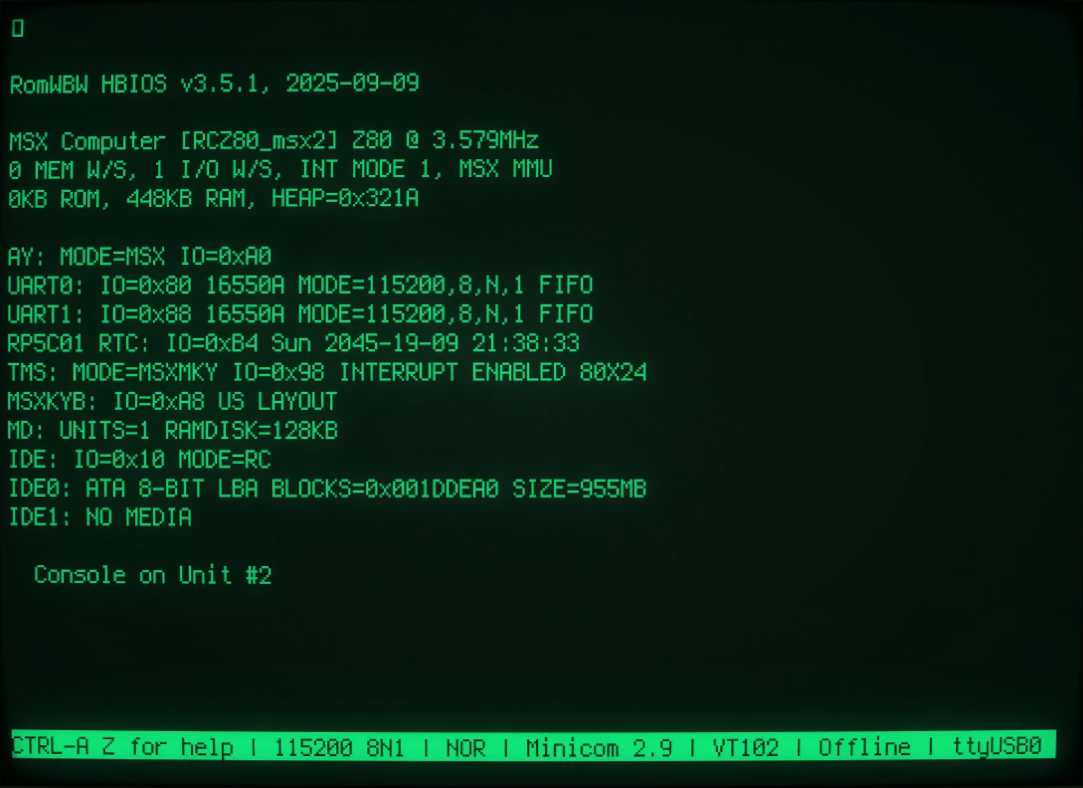 RomWBW HBIOS v3.5.1, 2025-09-09
MSX Computer [RCZ80_msx2] Z80 @ 3.579MHz
0 MEM W/S, 1 I/O W/S, INT MODE 1, MSX MMU
0KB ROM, 448KB RAM, HEAP=0x321A
AY: MODE=MSX IO=0xA0
UART0: IO=0x80 16550A MODE=115200,8,N,1 FIFO
UART1: IO=0x88 16550A MODE=115200,8,N,1 FIFO
RP5C01 RTC: IO=0xB4 Sun 2045-19-09 21:38:33
TMS: MODE=MSXMKY IO=0x98 INTERRUPT ENABLED 80X24
MSXKYB: IO=0xA8 US LAYOUT
MD: UNITS=1 RAMDISK=128KB
IDE: IO=0x10 MODE=RC
IDE0: ATA 8-BIT LBA BLOCKS=0x001DDEA0 SIZE=955MB
IDE1: NO MEDIA
Console on Unit #2
CTRL-A Z for help | 115200 8N1 | NOR | Minicom 2.9 | VT102 | Offline | ttyUSB0